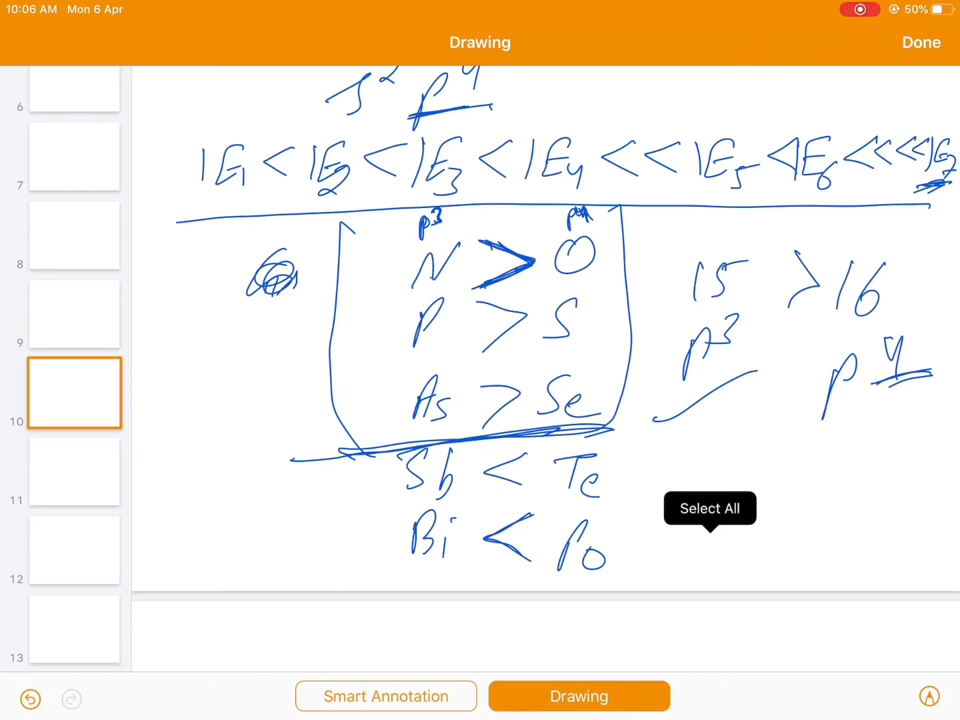 10:06 AM Mon 6 Apr 50%
Drawing Done
6
s² p⁴
7
IE₁ < IE₂ < IE₃ < IE₄ << IE₅ < IE₆ <<< IE₇
8
p³ p⁴
N > O 15 > 16
9
P > S p³ p⁴
As > Se
10
Sb < Te
11
Select All
Bi < Po
12
13
Smart Annotation Drawing